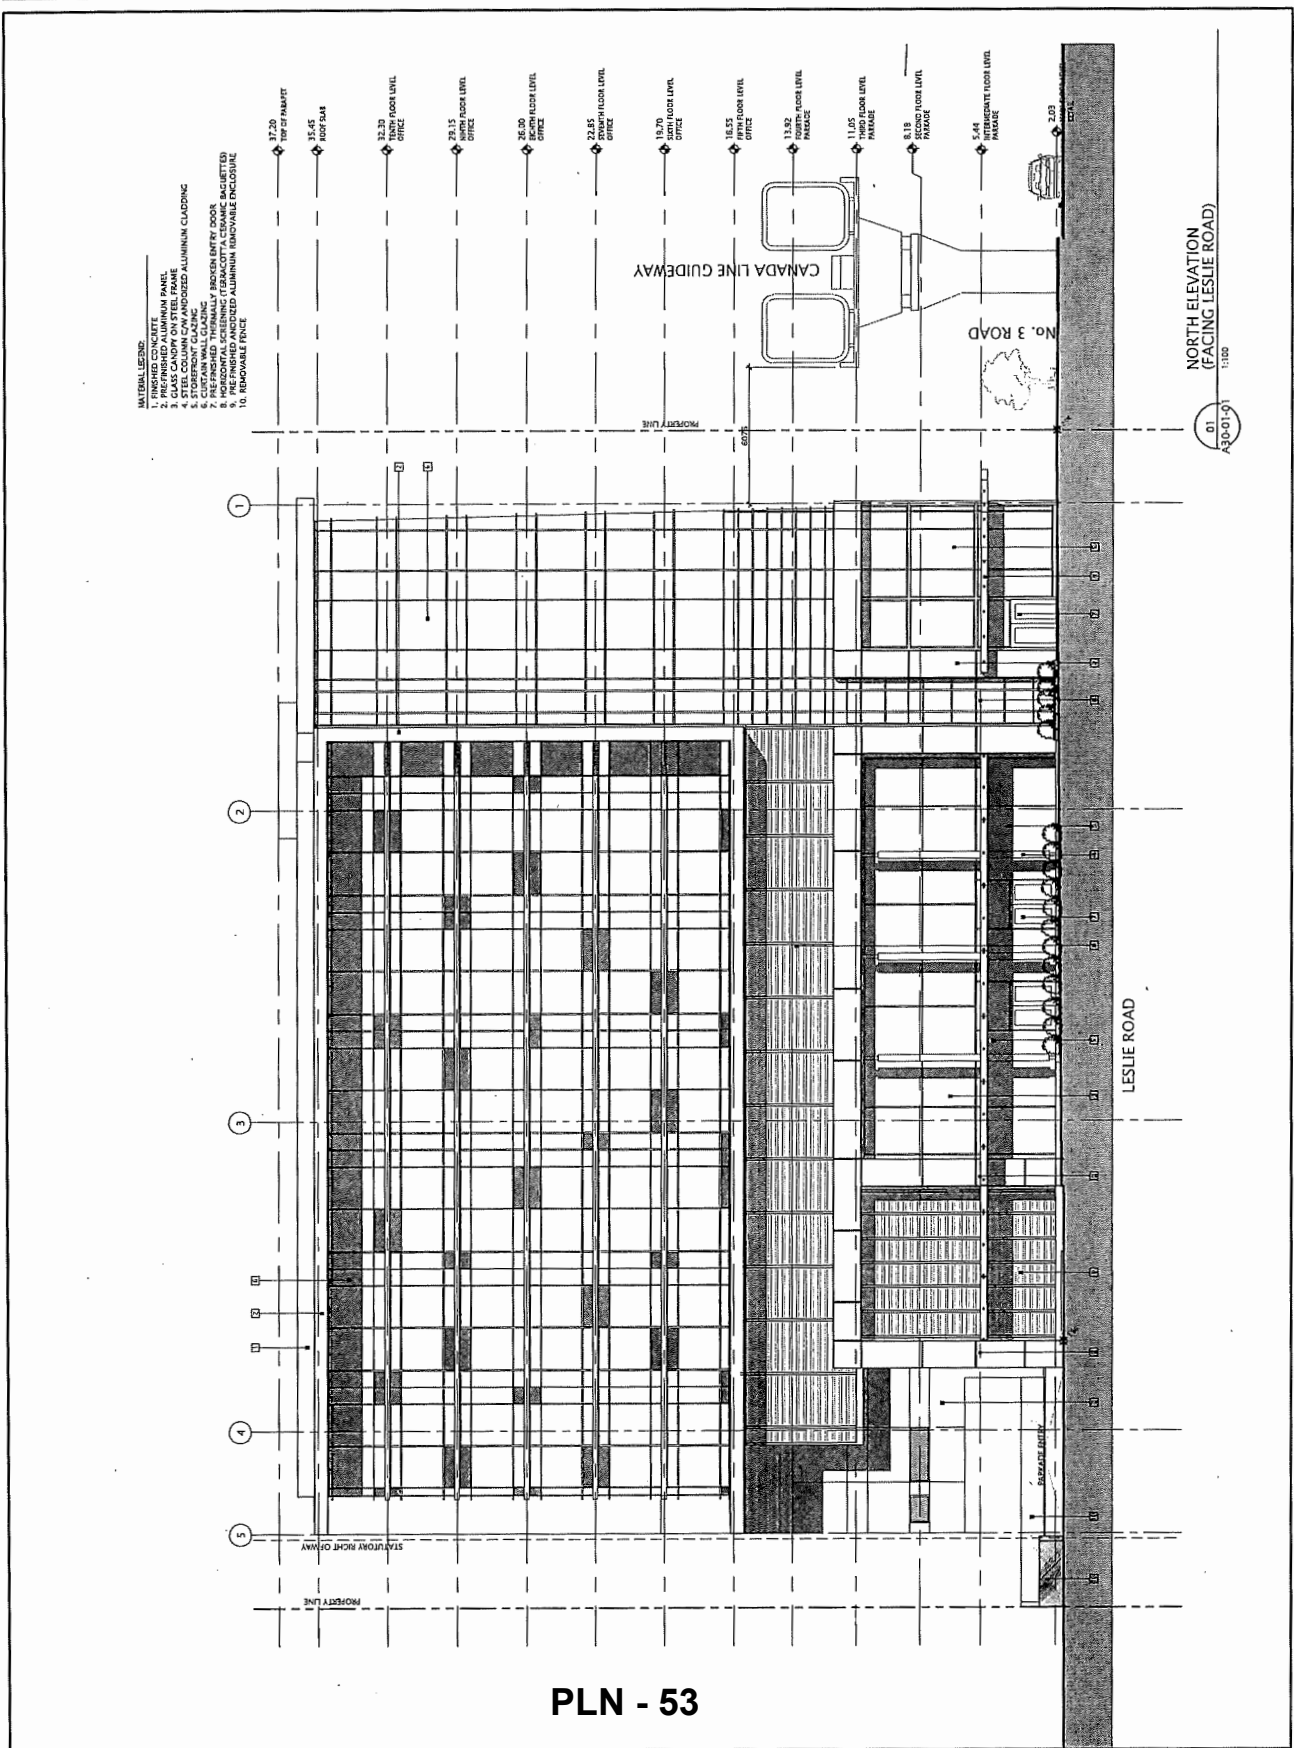 MATERIAL LEGEND:
1. FINISHED CONCRETE
2. PRE-FINISHED ALUMINUM PANEL
3. GLASS CANOPY ON STEEL FRAME
4. STEEL COLUMN C/W ANODIZED ALUMINUM CLADDING
5. STOREFRONT GLAZING
6. CURTAIN WALL GLAZING
7. PRE-FINISHED THERMALLY BROKEN ENTRY DOOR
8. HORIZONTAL SCREENING (TERRACOTTA CERAMIC BAGUETTES)
9. PRE-FINISHED ANODIZED ALUMINUM REMOVABLE ENCLOSURE
10. REMOVABLE FENCE
37.20
TOP OF PARAPET
35.45
ROOF SLAB
32.30
TENTH FLOOR LEVEL
OFFICE
29.15
NINTH FLOOR LEVEL
OFFICE
26.00
EIGHTH FLOOR LEVEL
OFFICE
22.85
SEVENTH FLOOR LEVEL
OFFICE
19.70
SIXTH FLOOR LEVEL
OFFICE
16.55
FIFTH FLOOR LEVEL
OFFICE
13.92
FOURTH FLOOR LEVEL
PARKADE
11.05
THIRD FLOOR LEVEL
PARKADE
8.18
SECOND FLOOR LEVEL
PARKADE
5.44
INTERMEDIATE FLOOR LEVEL
PARKADE
2.03
CANADA LINE GUIDEWAY
No. 3 ROAD
PROPERTY LINE
6075
1
2
3
4
5
STATUTORY RIGHT OF WAY
PROPERTY LINE
PARKADE ENTRY
LESLIE ROAD
01
A30-01-01
NORTH ELEVATION
(FACING LESLIE ROAD)
1:100
PLN - 53